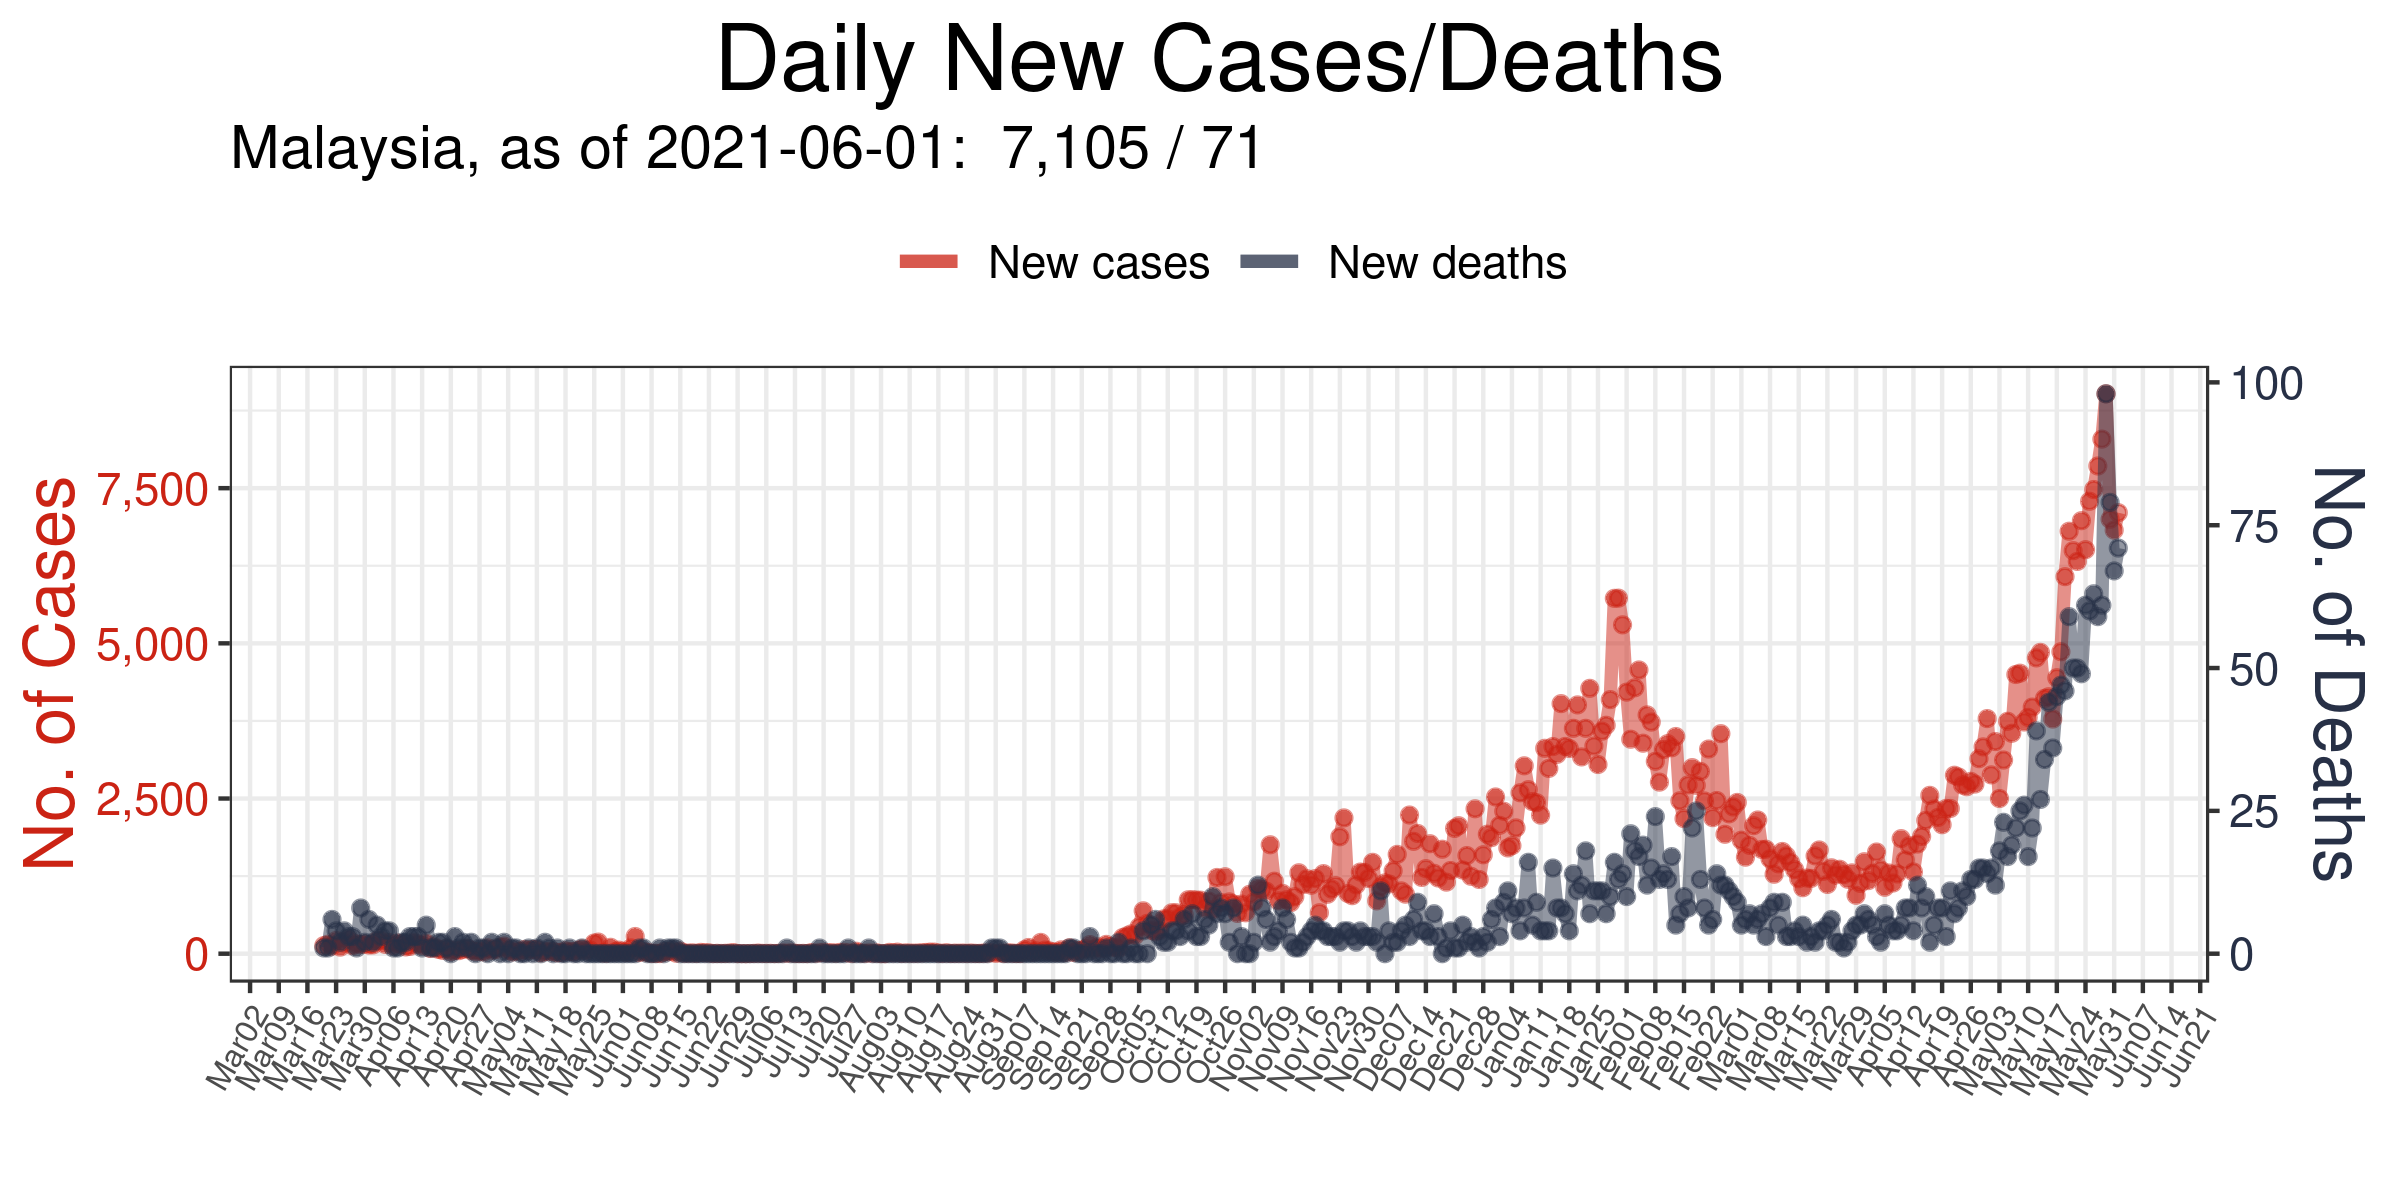 Daily New Cases/Deaths
Malaysia, as of 2021-06-01:  7,105 / 71
New cases
New deaths
No. of Cases
7,500
5,000
2,500
0
100
75
50
25
0
No. of Deaths
Mar02
Mar09
Mar16
Mar23
Mar30
Apr06
Apr13
Apr20
Apr27
May04
May11
May18
May25
Jun01
Jun08
Jun15
Jun22
Jun29
Jul06
Jul13
Jul20
Jul27
Aug03
Aug10
Aug17
Aug24
Aug31
Sep07
Sep14
Sep21
Sep28
Oct05
Oct12
Oct19
Oct26
Nov02
Nov09
Nov16
Nov23
Nov30
Dec07
Dec14
Dec21
Dec28
Jan04
Jan11
Jan18
Jan25
Feb01
Feb08
Feb15
Feb22
Mar01
Mar08
Mar15
Mar22
Mar29
Apr05
Apr12
Apr19
Apr26
May03
May10
May17
May24
May31
Jun07
Jun14
Jun21